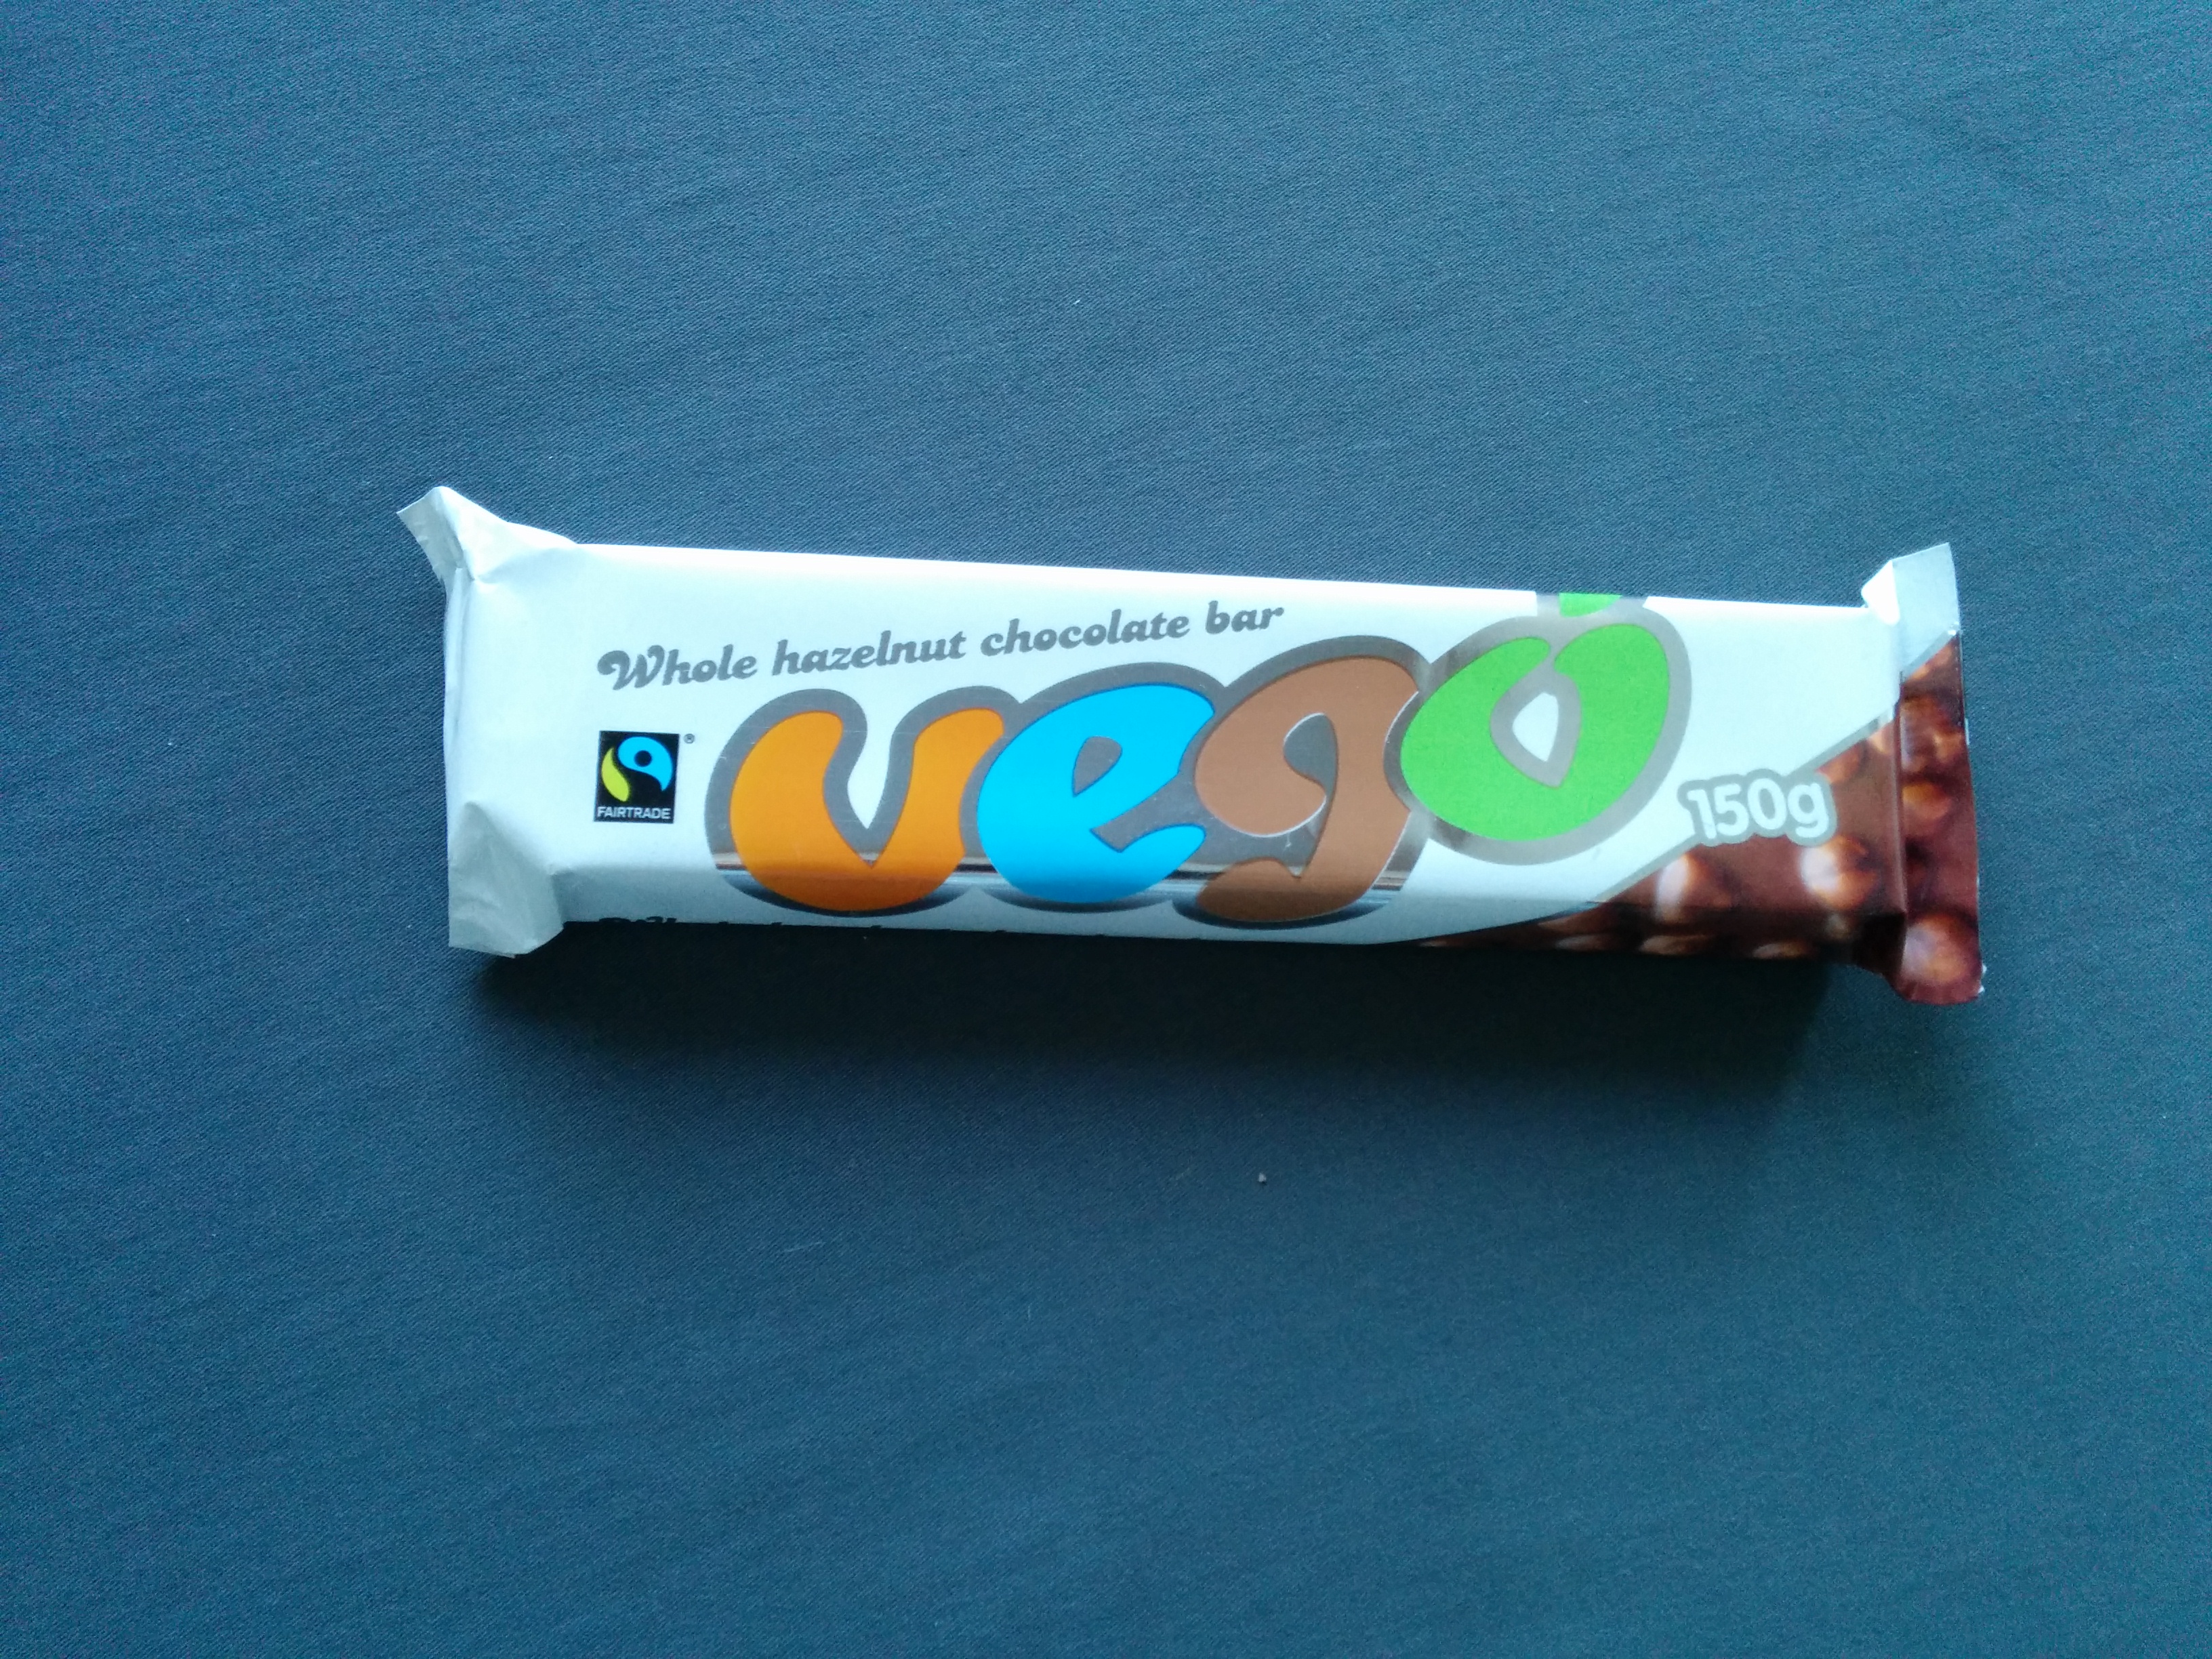 Whole hazelnut chocolate bar
vego
FAIRTRADE
®
150g